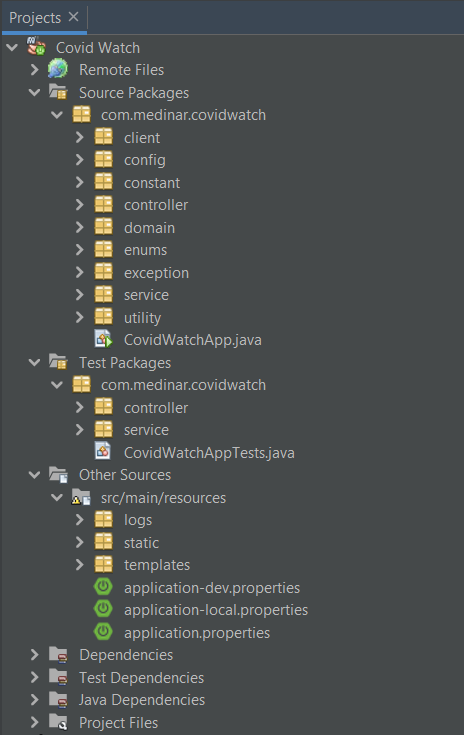 Projects
Covid Watch
Remote Files
Source Packages
com.medinar.covidwatch
client
config
constant
controller
domain
enums
exception
service
utility
CovidWatchApp.java
Test Packages
com.medinar.covidwatch
controller
service
CovidWatchAppTests.java
Other Sources
src/main/resources
logs
static
templates
application-dev.properties
application-local.properties
application.properties
Dependencies
Test Dependencies
Java Dependencies
Project Files